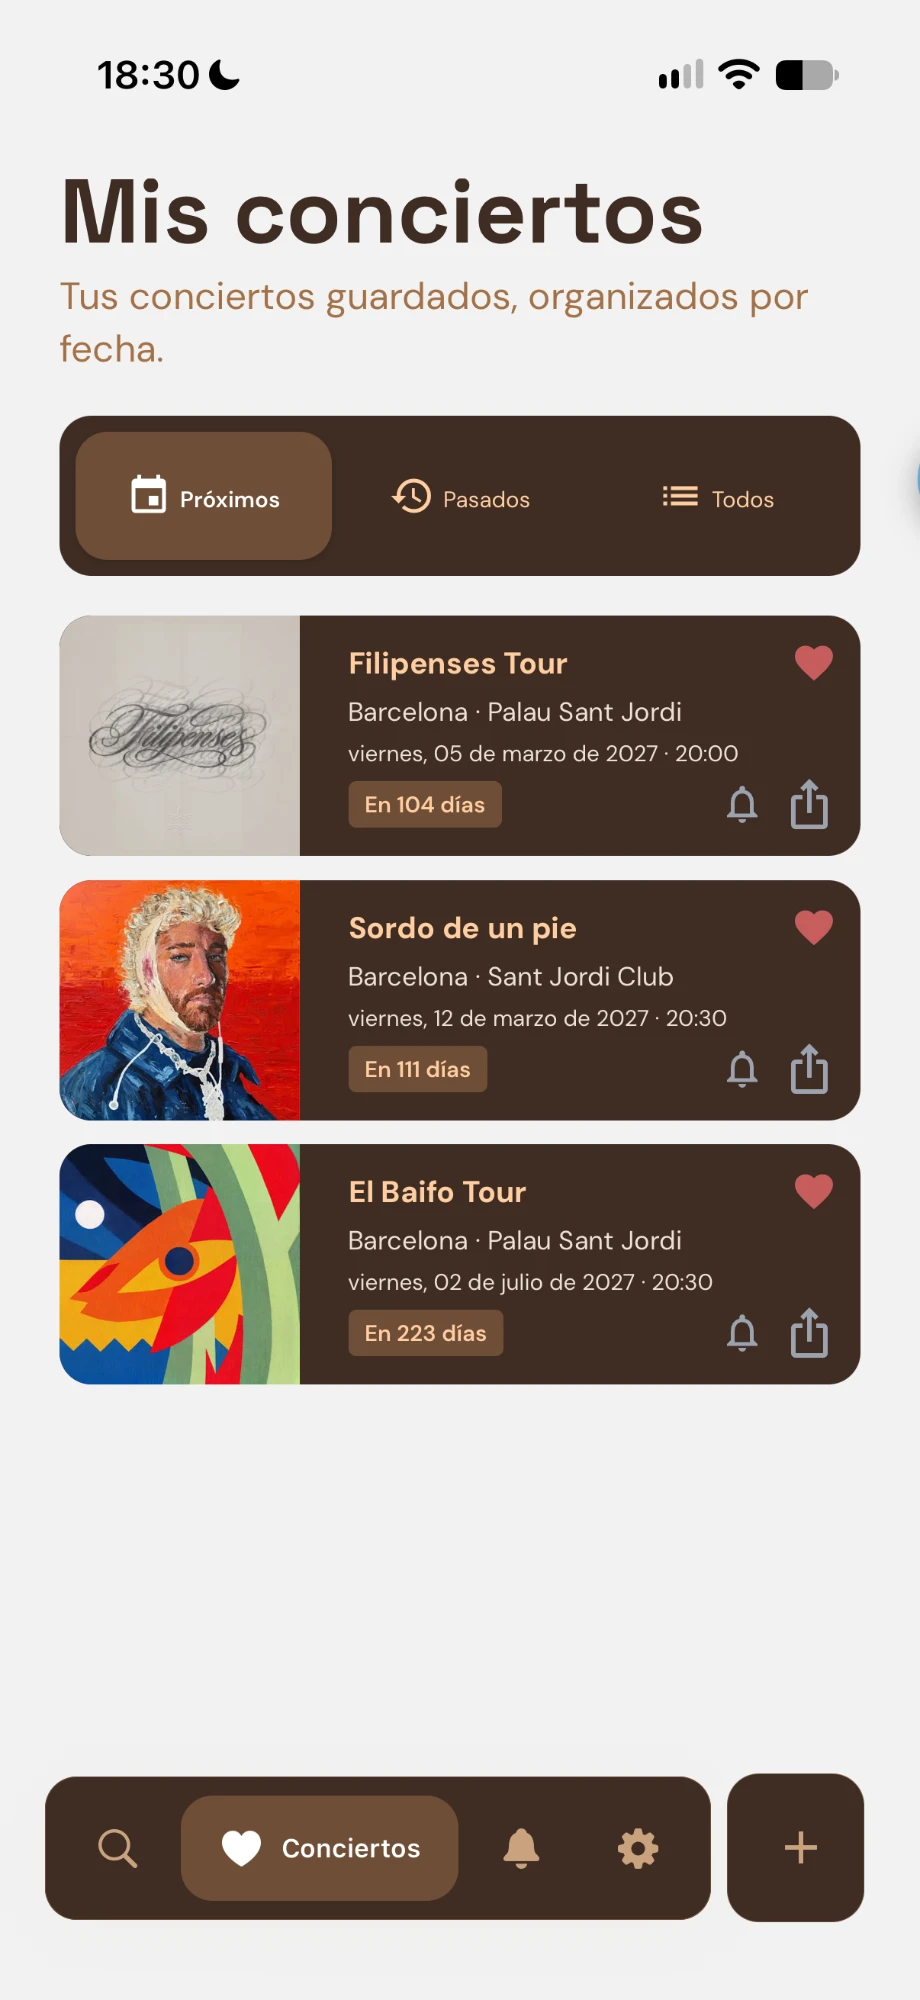 18:30
Mis conciertos
Tus conciertos guardados, organizados por
fecha.
Próximos
Pasados
Todos
Filipenses
Filipenses Tour
Barcelona · Palau Sant Jordi
viernes, 05 de marzo de 2027 · 20:00
En 104 días
Sordo de un pie
Barcelona · Sant Jordi Club
viernes, 12 de marzo de 2027 · 20:30
En 111 días
El Baifo Tour
Barcelona · Palau Sant Jordi
viernes, 02 de julio de 2027 · 20:30
En 223 días
Conciertos